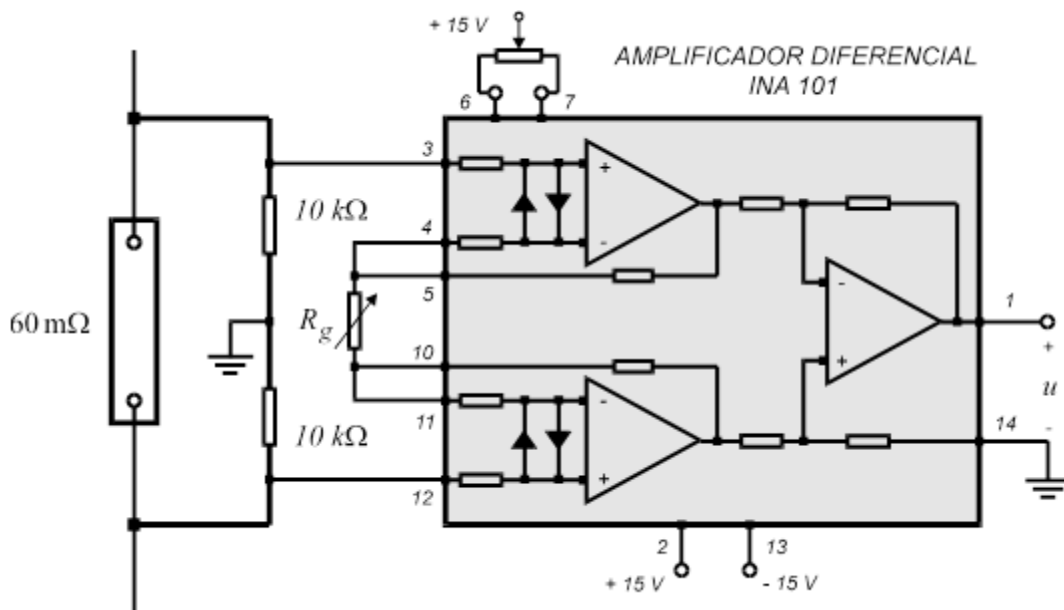 + 15 V
AMPLIFICADOR DIFERENCIAL
INA 101
6
7
3
10 kΩ
4
5
60 mΩ
R_g
10
11
10 kΩ
12
+
-
-
+
-
+
1
+
u
-
14
2
13
+ 15 V
- 15 V